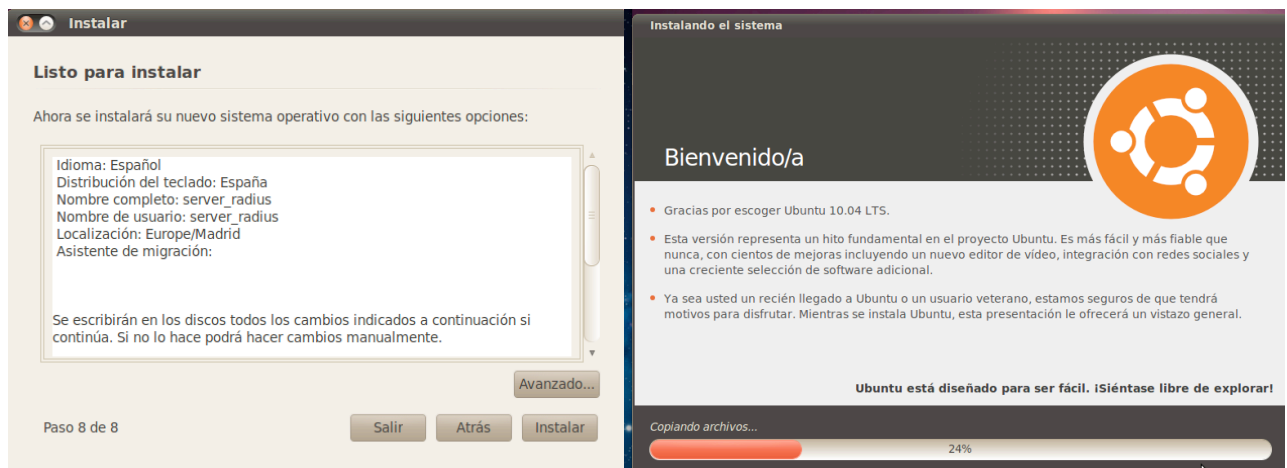 Instalar
Listo para instalar
Ahora se instalará su nuevo sistema operativo con las siguientes opciones:
Idioma: Español
Distribución del teclado: España
Nombre completo: server_radius
Nombre de usuario: server_radius
Localización: Europe/Madrid
Asistente de migración:
Se escribirán en los discos todos los cambios indicados a continuación si
continúa. Si no lo hace podrá hacer cambios manualmente.
Avanzado...
Paso 8 de 8
Salir
Atrás
Instalar
Instalando el sistema
Bienvenido/a
Gracias por escoger Ubuntu 10.04 LTS.
Esta versión representa un hito fundamental en el proyecto Ubuntu. Es más fácil y más fiable que
nunca, con cientos de mejoras incluyendo un nuevo editor de vídeo, integración con redes sociales y
una creciente selección de software adicional.
Ya sea usted un recién llegado a Ubuntu o un usuario veterano, estamos seguros de que tendrá
motivos para disfrutar. Mientras se instala Ubuntu, esta presentación le ofrecerá un vistazo general.
Ubuntu está diseñado para ser fácil. ¡Siéntase libre de explorar!
Copiando archivos...
24%